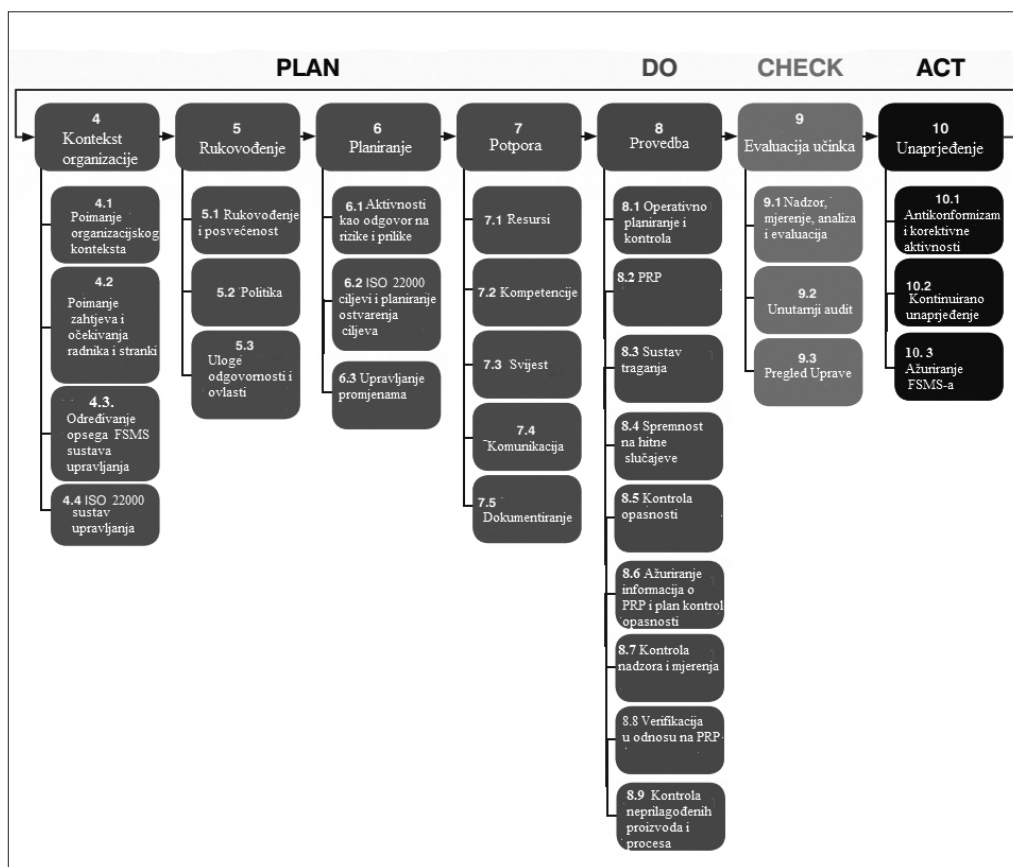 PLAN
DO
CHECK
ACT
4
Kontekst
organizacije
5
Rukovođenje
6
Planiranje
7
Potpora
8
Provedba
9
Evaluacija učinka
10
Unaprjeđenje
4.1
Poimanje
organizacijskog
konteksta
4.2
Poimanje
zahtjeva i
očekivanja
radnika i stranki
4.3.
Određivanje
opsega FSMS
sustava
upravljanja
4.4 ISO 22000
sustav
upravljanja
5.1 Rukovođenje
i posvećenost
5.2 Politika
5.3
Uloge
odgovornosti i
ovlasti
6.1 Aktivnosti
kao odgovor na
rizike i prilike
6.2 ISO 22000
ciljevi i planiranje
ostvarenja
ciljeva
6.3 Upravljanje
promjenama
7.1 Resursi
7.2 Kompetencije
7.3 Svijest
7.4
Komunikacija
7.5
Dokumentiranje
8.1 Operativno
planiranje i
kontrola
8.2 PRP
8.3 Sustav
traganja
8.4 Spremnost
na hitne
slučajeve
8.5 Kontrola
opasnosti
8.6 Ažuriranje
informacija o
PRP i plan kontrol
opasnosti
8.7 Kontrola
nadzora i mjerenja
8.8 Verifikacija
u odnosu na PRP
8.9 Kontrola
neprilagođenih
proizvoda i
procesa
9.1 Nadzor,
mjerenje, analiza
i evaluacija
9.2
Unutarnji audit
9.3
Pregled Uprave
10.1
Antikonformizam
i korektivne
aktivnosti
10.2
Kontinuirano
unaprjeđenje
10. 3
Ažuriranje
FSMS-a